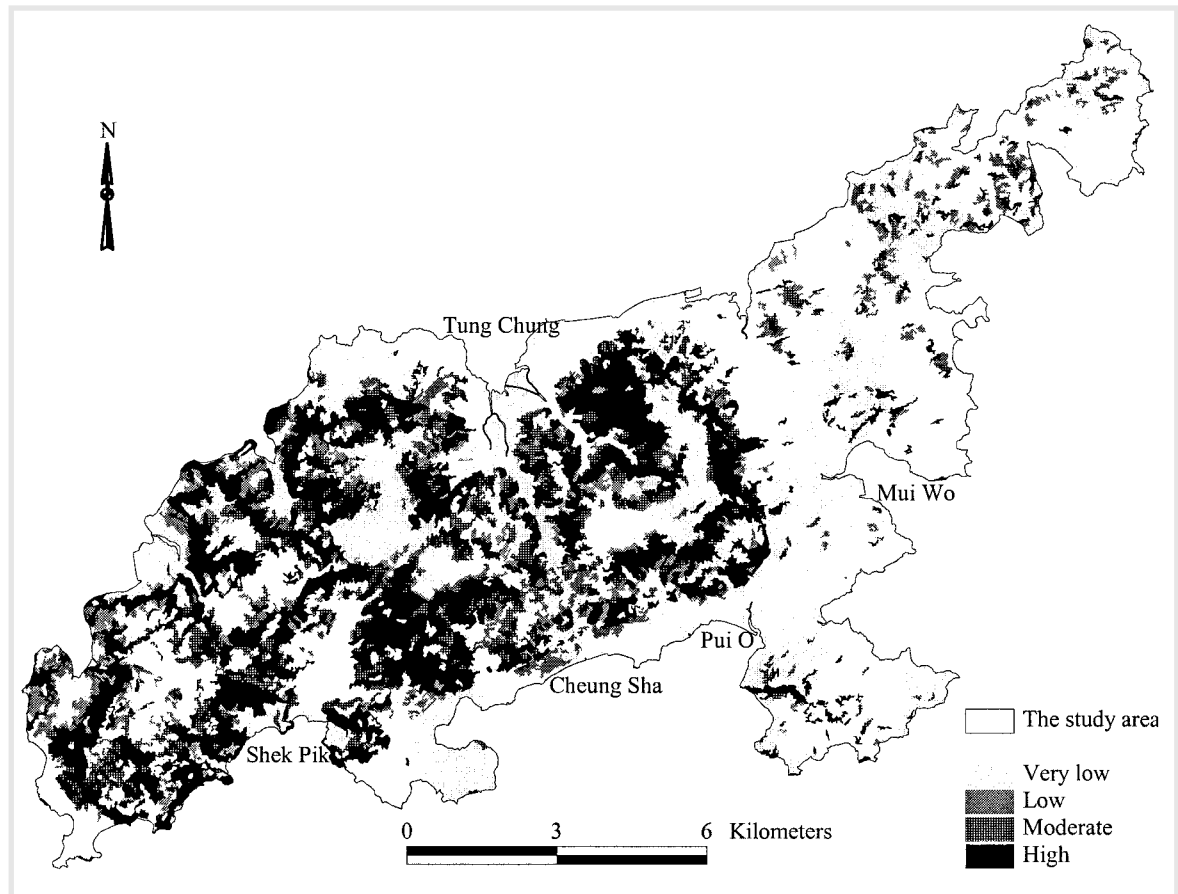 N
Tung Chung
Mui Wo
Pui O
Cheung Sha
Shek Pik
The study area
Very low
Low
Moderate
High
0 3 6 Kilometers